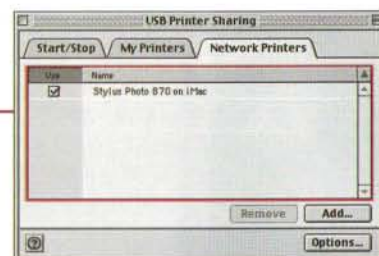 USB Printer Sharing
Start/Stop
My Printers
Network Printers
Use
Name
Stylus Photo 870 on iMac
Remove
Add...
?
Options...